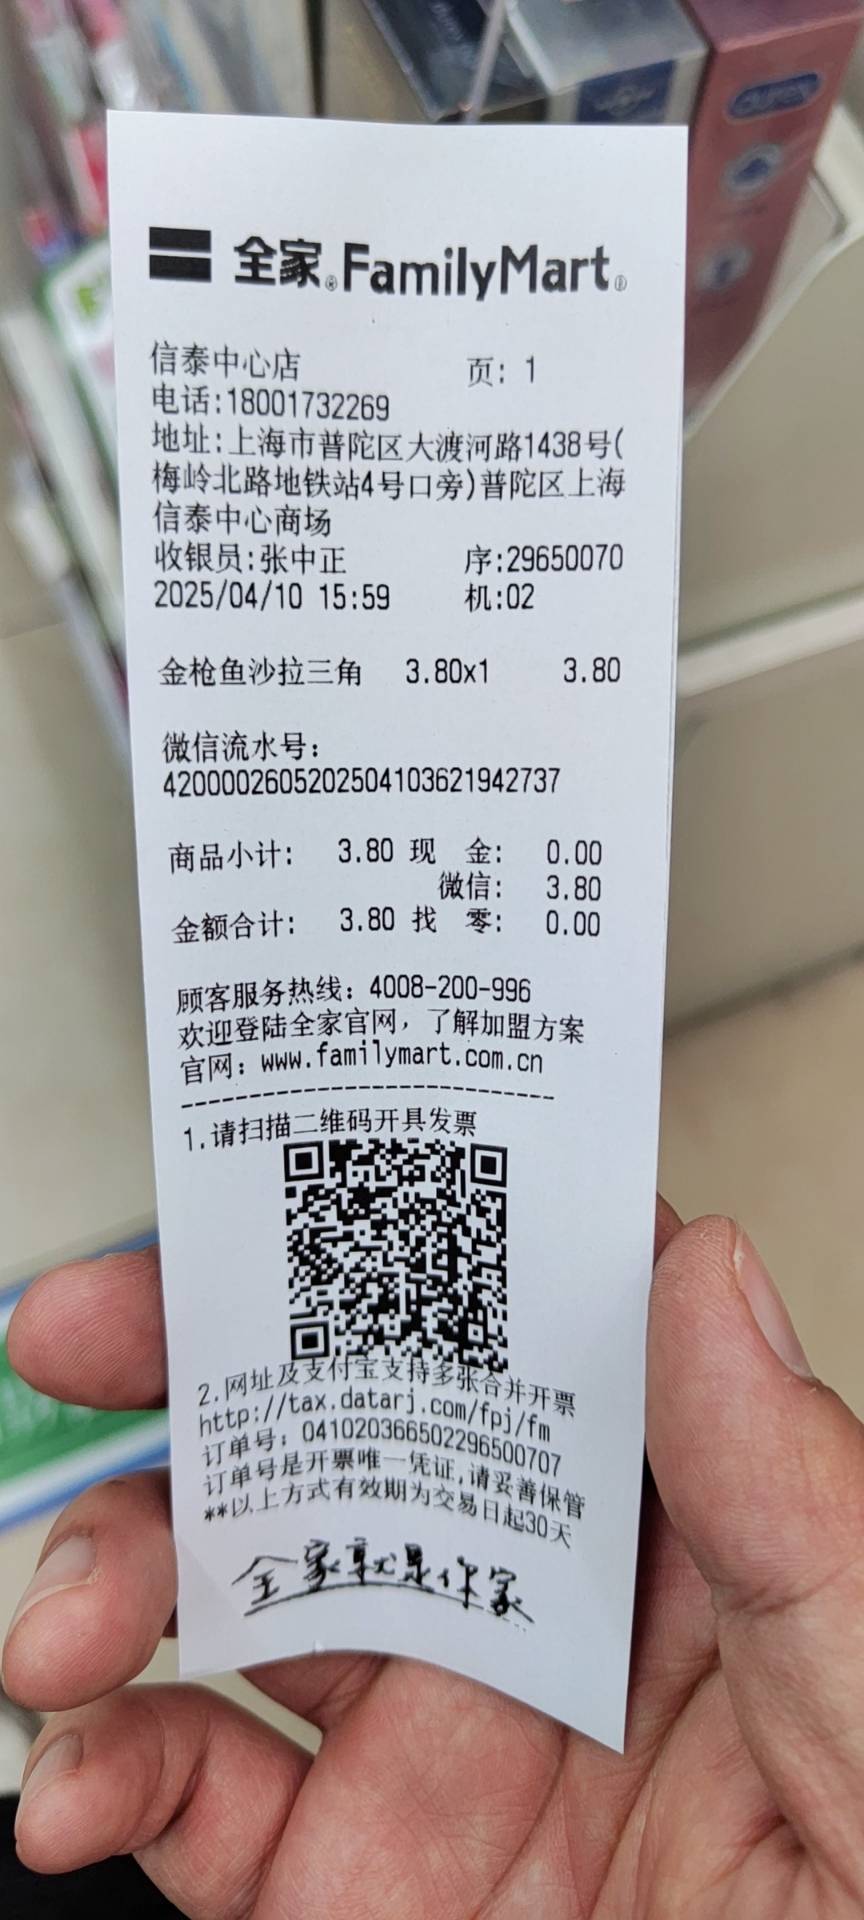 全家®FamilyMart®
信泰中心店 页: 1
电话:18001732269
地址:上海市普陀区大渡河路1438号(
梅岭北路地铁站4号口旁)普陀区上海
信泰中心商场
收银员:张中正 序:29650070
2025/04/10 15:59 机:02
金枪鱼沙拉三角 3.80x1 3.80
微信流水号:
4200002605202504103621942737
商品小计: 3.80 现 金: 0.00
微信: 3.80
金额合计: 3.80 找 零: 0.00
顾客服务热线: 4008-200-996
欢迎登陆全家官网, 了解加盟方案
官网: www.familymart.com.cn
1.请扫描二维码开具发票
2.网址及支付宝支持多张合并开票
http://tax.datarj.com/fpj/fm
订单号: 041020366502296500707
订单号是开票唯一凭证,请妥善保管
**以上方式有效期为交易日起30天
全家就是你家
durex